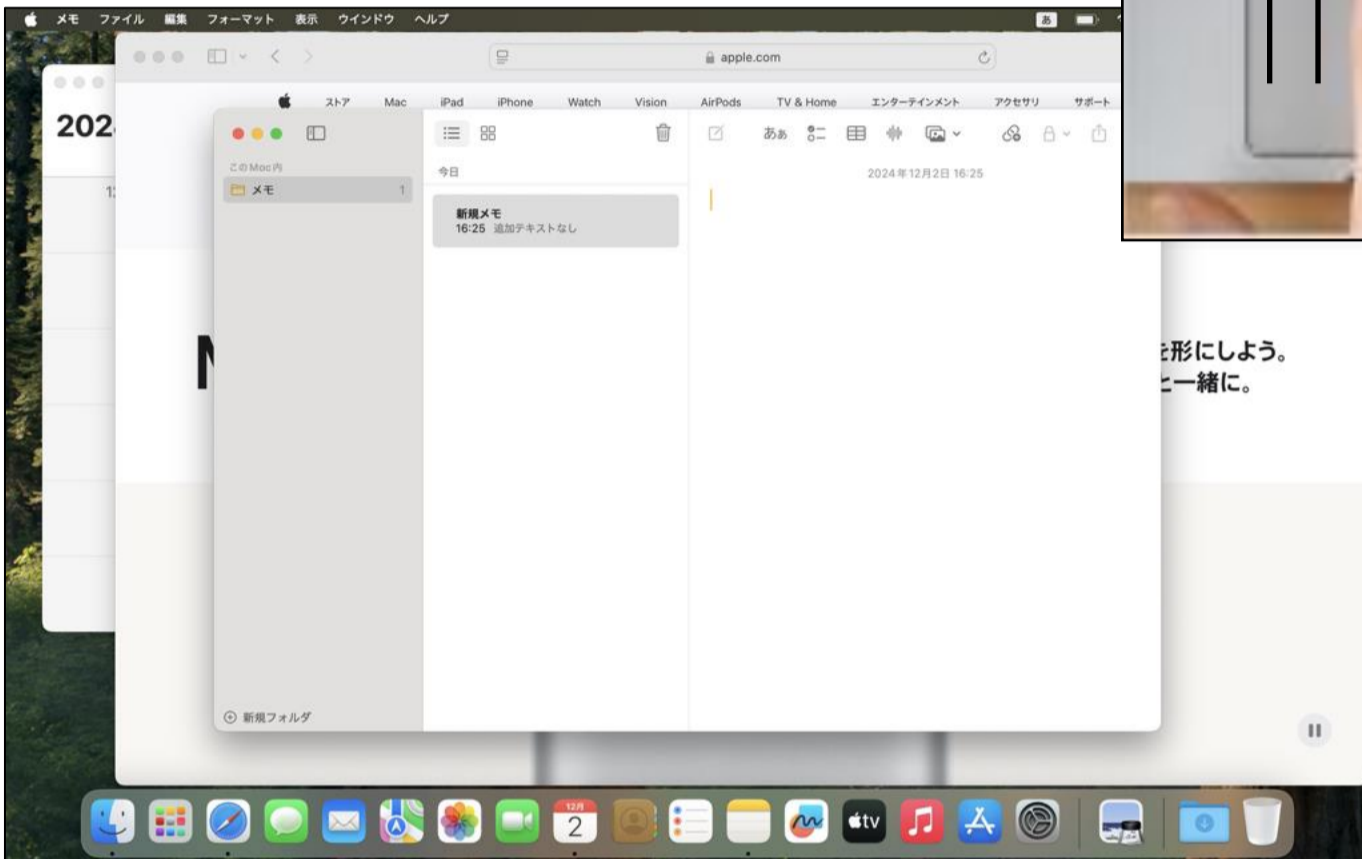 メモ ファイル 編集 フォーマット 表示 ウインドウ ヘルプ
あ
apple.com
ストア Mac iPad iPhone Watch Vision AirPods TV & Home エンターテインメント アクセサリ サポート
202
このMac内
メモ 1
新規フォルダ
今日
新規メモ
16:25 追加テキストなし
ああ
2024年12月2日 16:25
を形にしよう。
と一緒に。
12月
2
tv